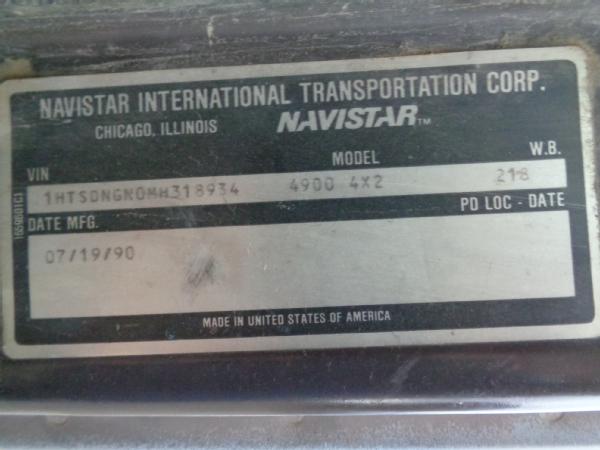 NAVISTAR INTERNATIONAL TRANSPORTATION CORP.
CHICAGO, ILLINOIS NAVISTAR™
VIN MODEL W.B.
1HTSDNGN0MH318934 4900 4X2 218
DATE MFG. PD LOC - DATE
07/19/90
MADE IN UNITED STATES OF AMERICA